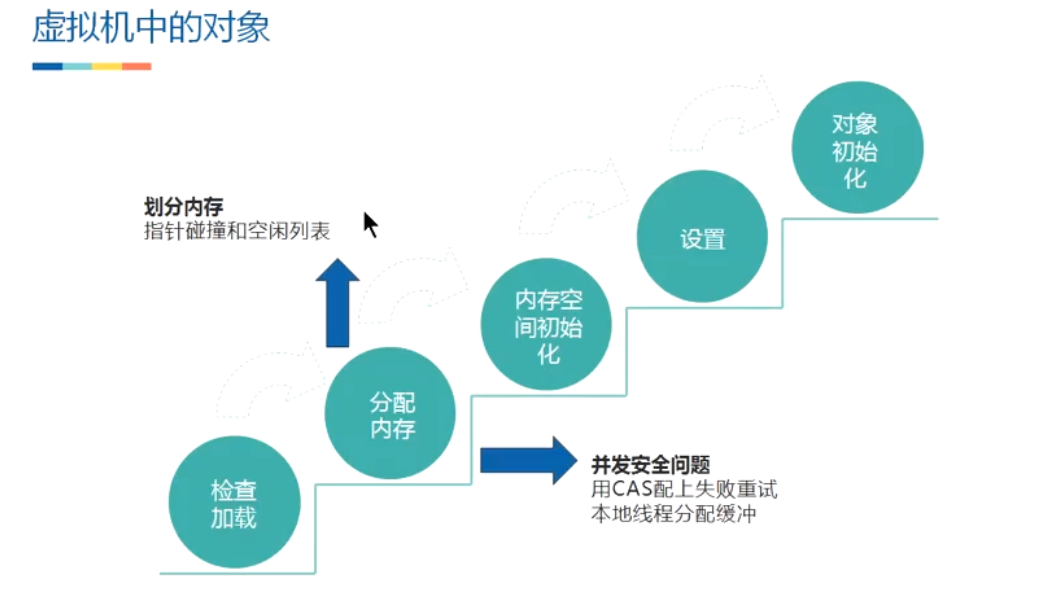 虚拟机中的对象
对象
初始
化
划分内存
指针碰撞和空闲列表
设置
内存空
间初始
化
分配
内存
并发安全问题
用CAS配上失败重试
本地线程分配缓冲
检查
加载